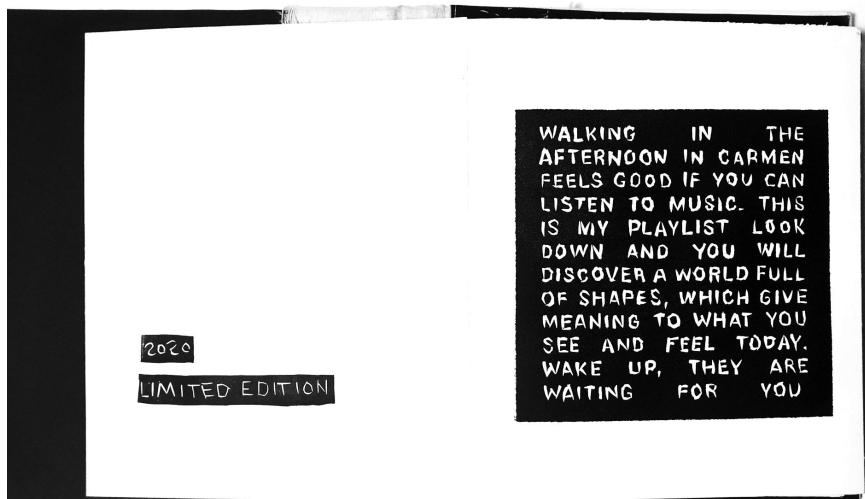 2020
LIMITED EDITION
WALKING IN THE
AFTERNOON IN CARMEN
FEELS GOOD IF YOU CAN
LISTEN TO MUSIC. THIS
IS MY PLAYLIST LOOK
DOWN AND YOU WILL
DISCOVER A WORLD FULL
OF SHAPES, WHICH GIVE
MEANING TO WHAT YOU
SEE AND FEEL TODAY.
WAKE UP, THEY ARE
WAITING FOR YOU